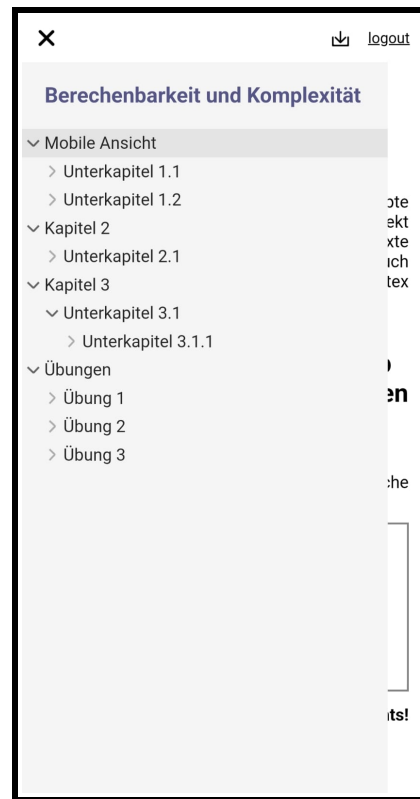 logout
Berechenbarkeit und Komplexität
Mobile Ansicht
Unterkapitel 1.1
Unterkapitel 1.2
Kapitel 2
Unterkapitel 2.1
Kapitel 3
Unterkapitel 3.1
Unterkapitel 3.1.1
Übungen
Übung 1
Übung 2
Übung 3